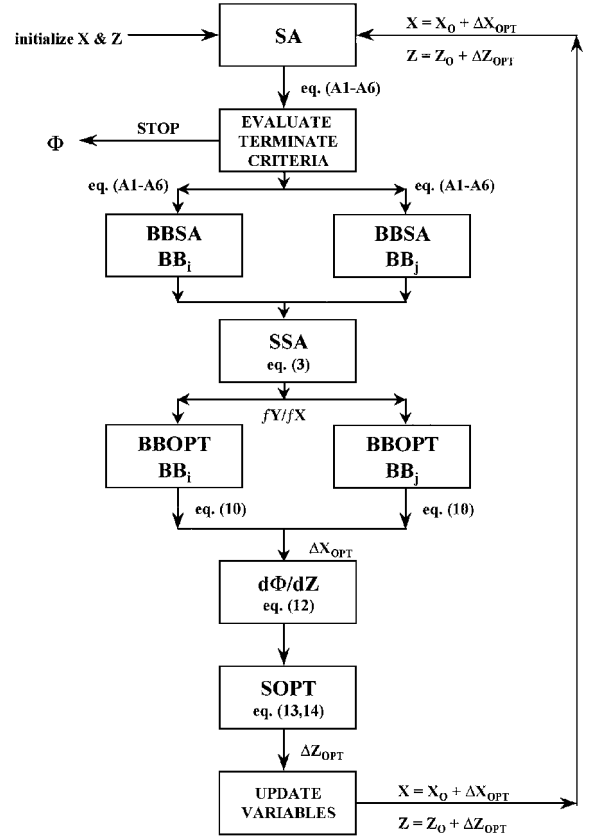 initialize X & Z
SA
X = X_O + ΔX_OPT
Z = Z_O + ΔZ_OPT
eq. (A1-A6)
STOP
Φ
EVALUATE
TERMINATE
CRITERIA
eq. (A1-A6)
eq. (A1-A6)
BBSA
BB_i
BBSA
BB_j
SSA
eq. (3)
fY/fX
BBOPT
BB_i
BBOPT
BB_j
eq. (10)
eq. (10)
ΔX_OPT
dΦ/dZ
eq. (12)
SOPT
eq. (13,14)
ΔZ_OPT
UPDATE
VARIABLES
X = X_O + ΔX_OPT
Z = Z_O + ΔZ_OPT